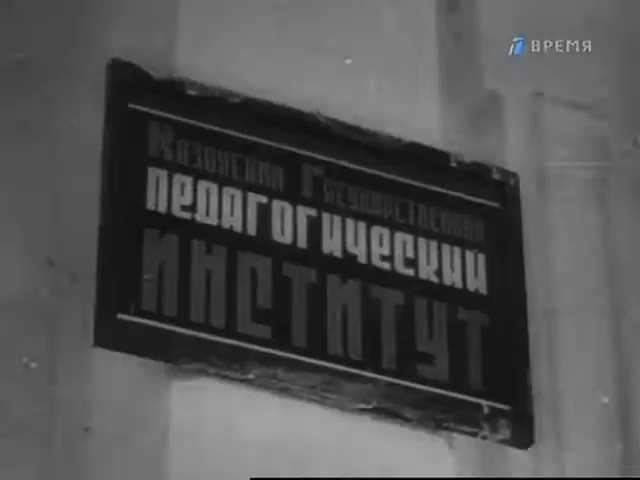 ВРЕМЯ
Казанский Государственный
педагогический
институт